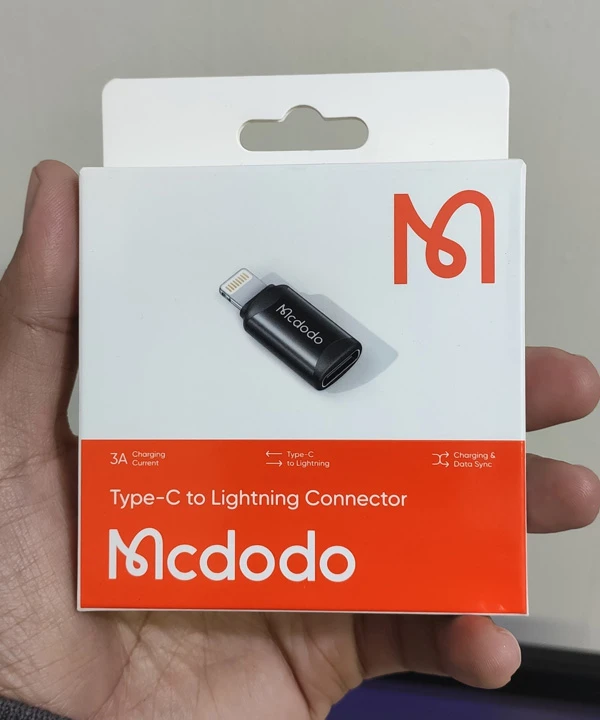 Mcdodo
3A Charging
Current
Type-C
to Lightning
Charging &
Data Sync
Type-C to Lightning Connector
Mcdodo